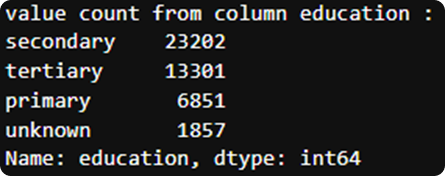 value count from column education :
secondary    23202
tertiary     13301
primary       6851
unknown       1857
Name: education, dtype: int64